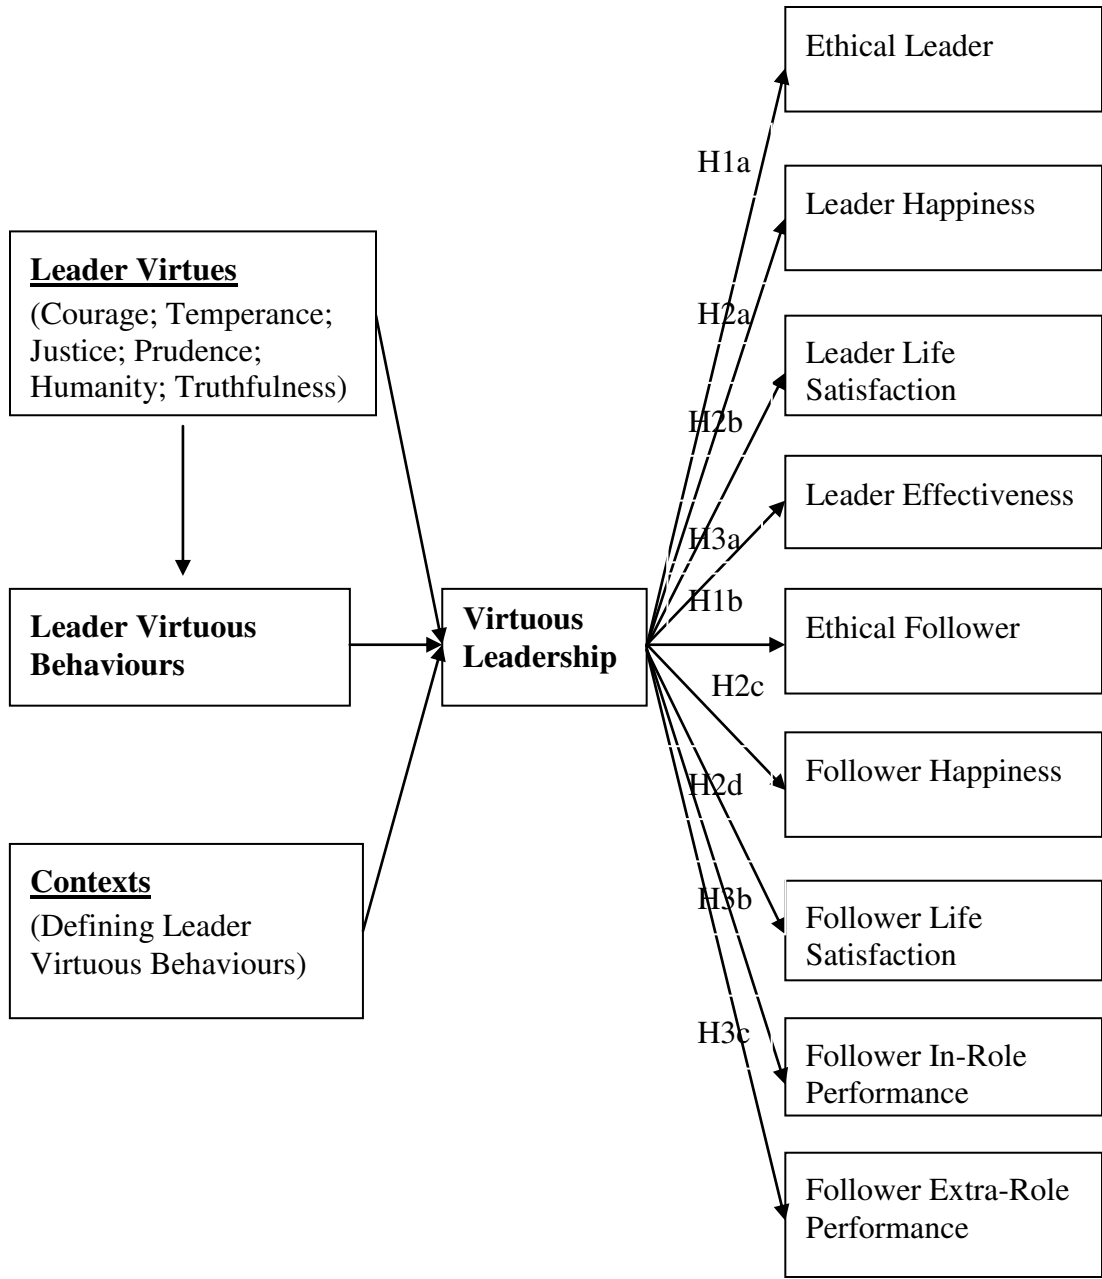 Leader Virtues
(Courage; Temperance;
Justice; Prudence;
Humanity; Truthfulness)
Leader Virtuous
Behaviours
Contexts
(Defining Leader
Virtuous Behaviours)
Virtuous
Leadership
H1a
H2a
H2b
H3a
H1b
H2c
H2d
H3b
H3c
Ethical Leader
Leader Happiness
Leader Life
Satisfaction
Leader Effectiveness
Ethical Follower
Follower Happiness
Follower Life
Satisfaction
Follower In-Role
Performance
Follower Extra-Role
Performance